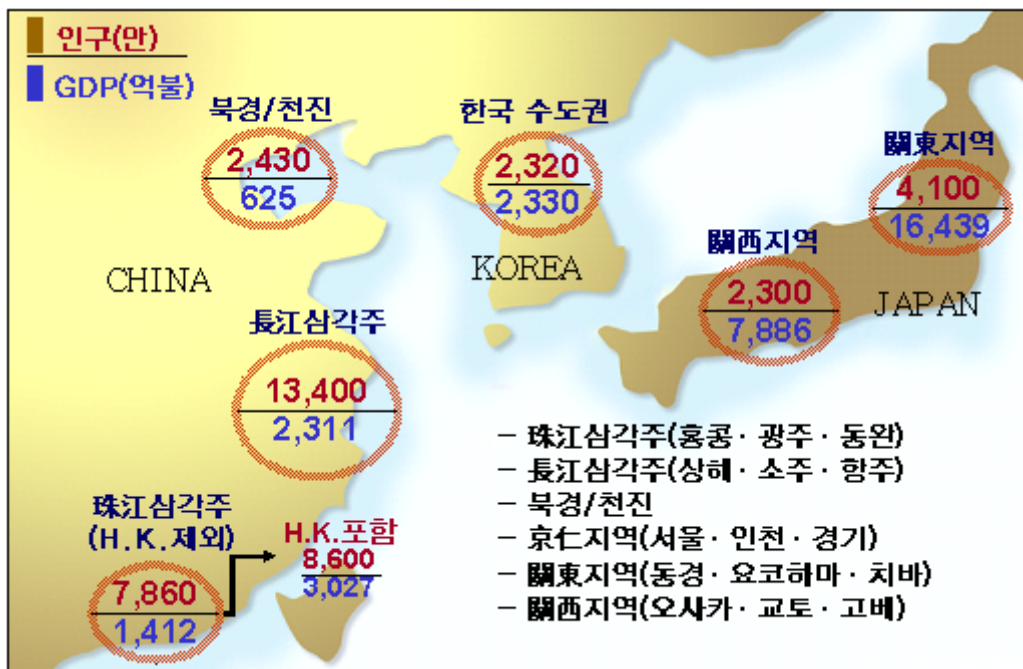 인구(만)
GDP(억불)
북경/천진
2,430
625
한국 수도권
2,320
2,330
關東지역
4,100
16,439
關西지역
2,300
7,886
CHINA
KOREA
JAPAN
長江삼각주
13,400
2,311
珠江삼각주
(H.K.제외)
7,860
1,412
H.K.포함
8,600
3,027
- 珠江삼각주(홍콩·광주·동완)
- 長江삼각주(상해·소주·항주)
- 북경/천진
- 京仁지역(서울·인천·경기)
- 關東지역(동경·요코하마·치바)
- 關西지역(오사카·교토·고베)